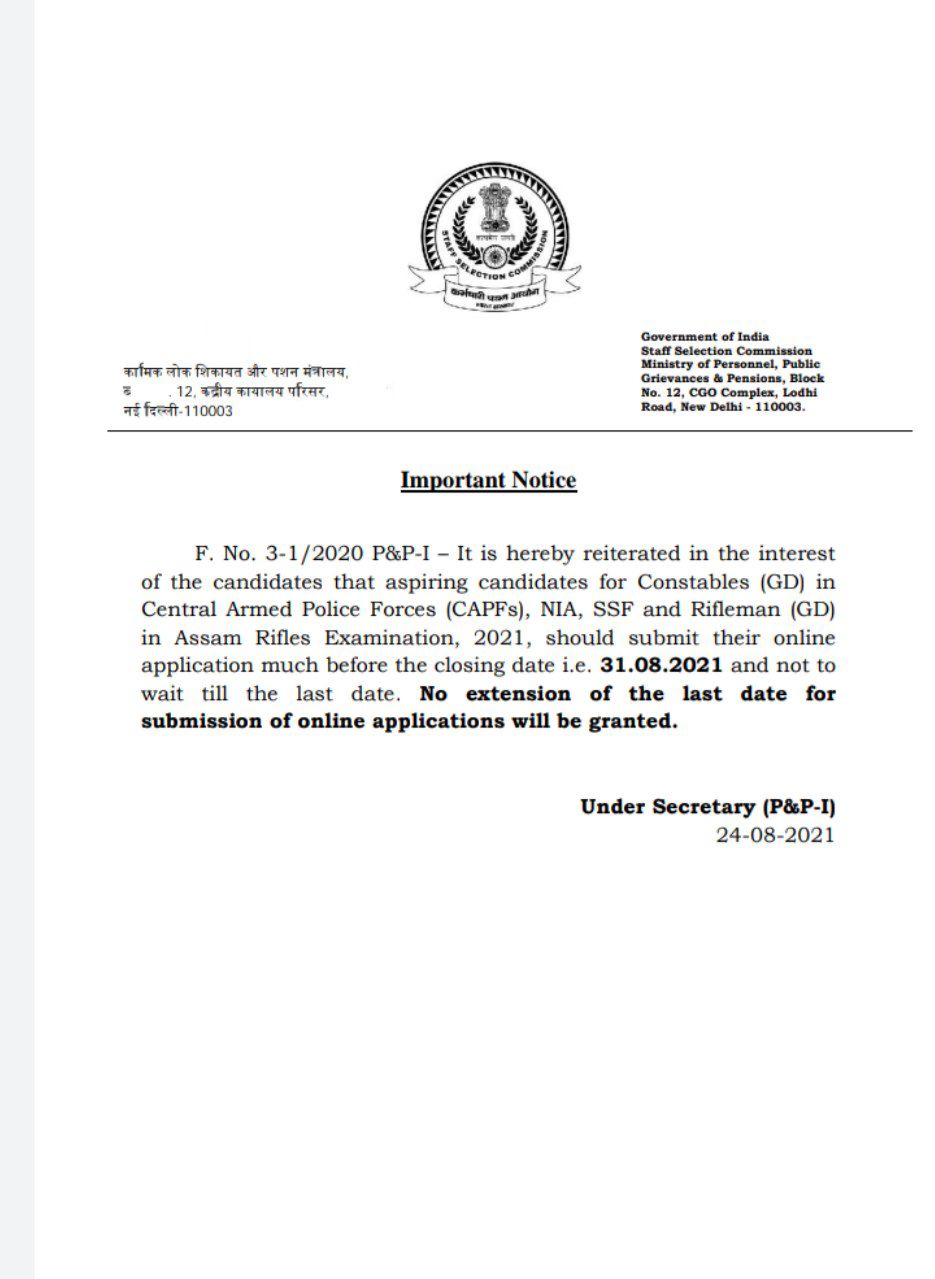 सत्यमेव जयते
STAFF SELECTION COMMISSION
कर्मचारी चयन आयोग
भारत सरकार
Government of India
Staff Selection Commission
Ministry of Personnel, Public
Grievances & Pensions, Block
No. 12, CGO Complex, Lodhi
Road, New Delhi - 110003.
कामिक लोक शिकायत और पशन मंत्रालय,
. 12, कद्रीय कायालय परिसर,
नई दिल्ली-110003
Important Notice
F. No. 3-1/2020 P&P-I – It is hereby reiterated in the interest
of the candidates that aspiring candidates for Constables (GD) in
Central Armed Police Forces (CAPFs), NIA, SSF and Rifleman (GD)
in Assam Rifles Examination, 2021, should submit their online
application much before the closing date i.e. 31.08.2021 and not to
wait till the last date. No extension of the last date for
submission of online applications will be granted.
Under Secretary (P&P-I)
24-08-2021